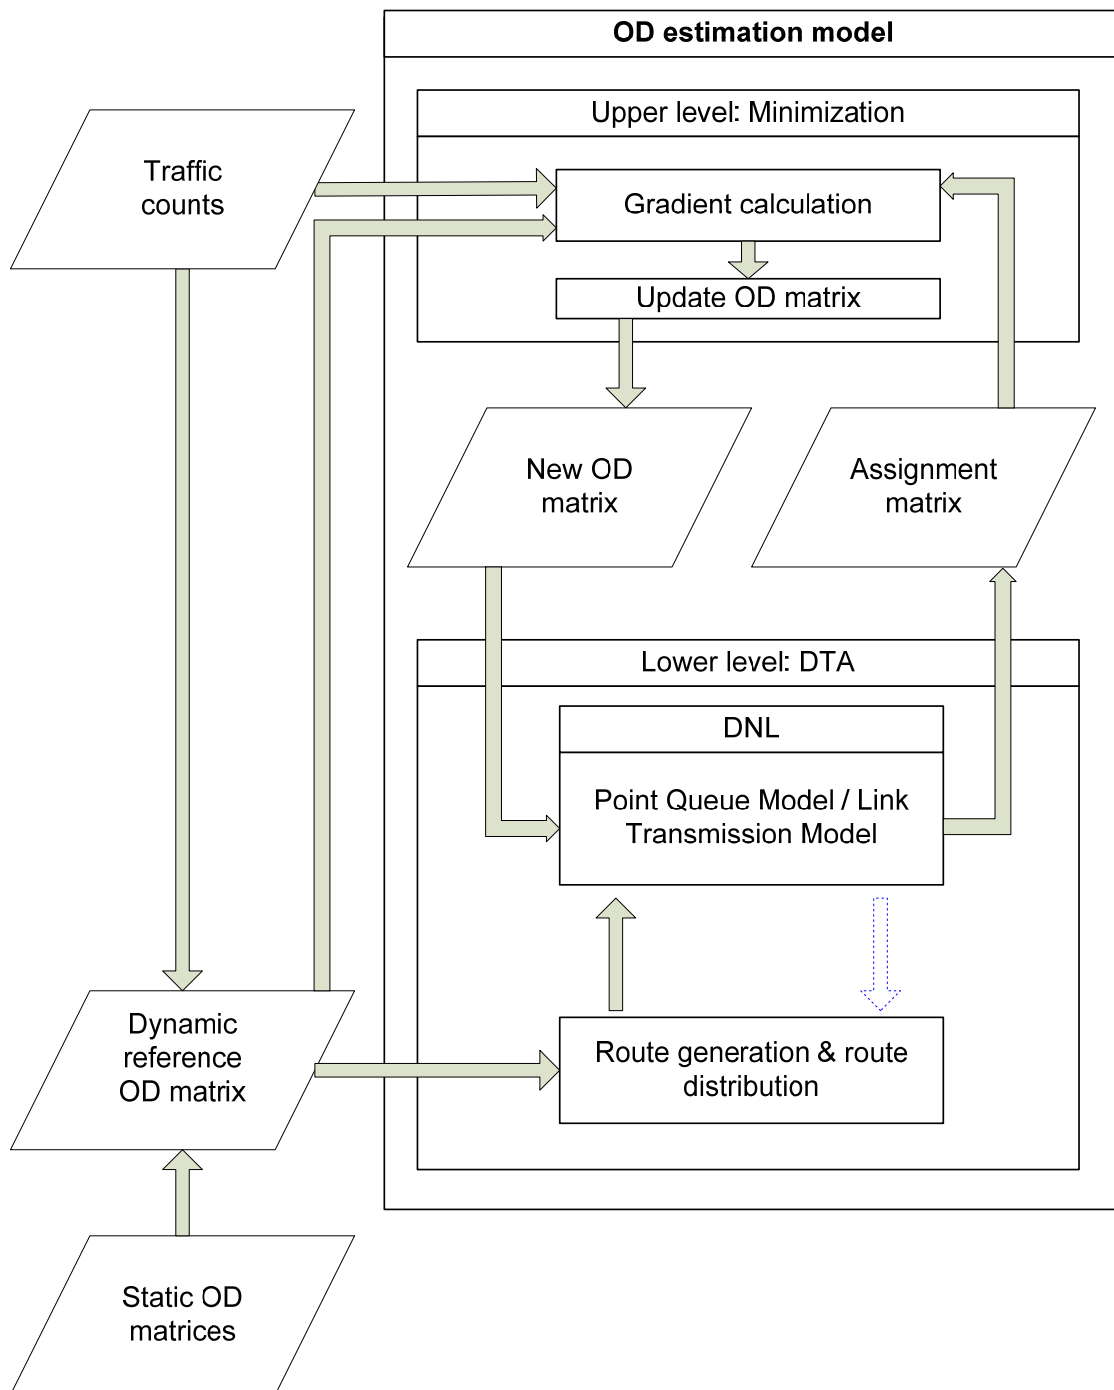 OD estimation model
Upper level: Minimization
Traffic
counts
Gradient calculation
Update OD matrix
New OD
matrix
Assignment
matrix
Lower level: DTA
DNL
Point Queue Model / Link
Transmission Model
Dynamic
reference
OD matrix
Route generation & route
distribution
Static OD
matrices